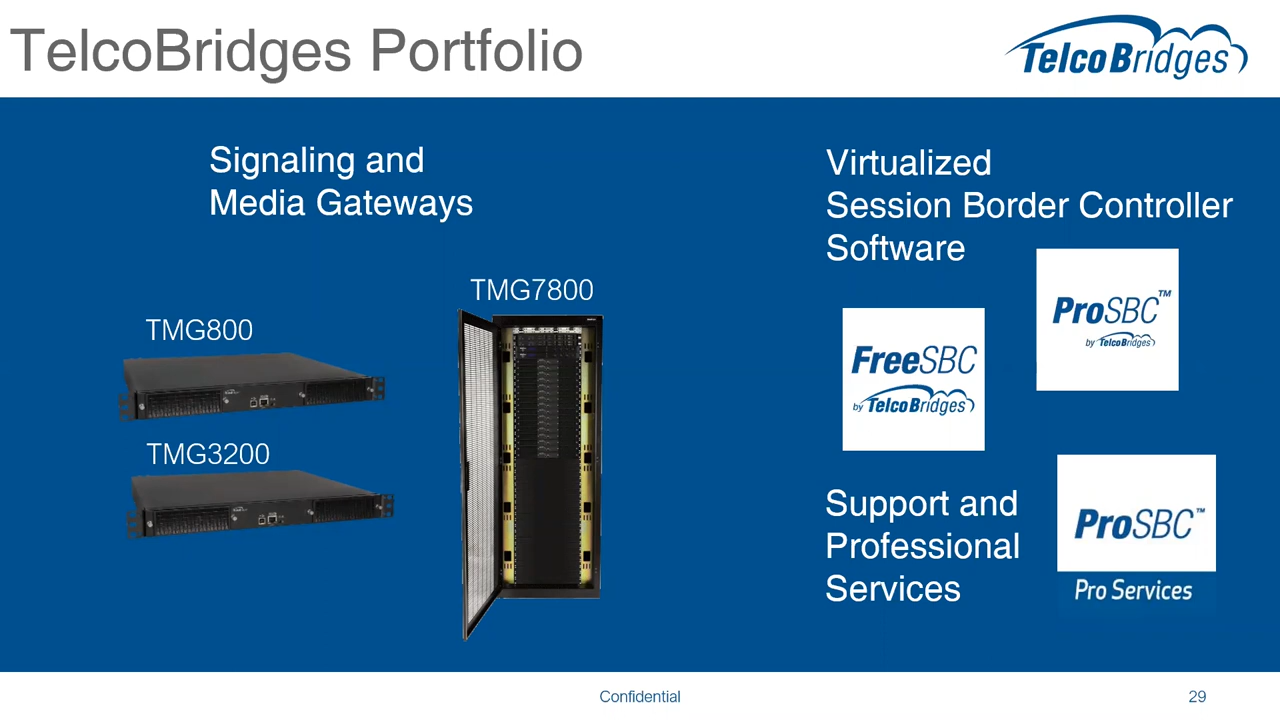 TelcoBridges Portfolio
TelcoBridges
Signaling and
Media Gateways
TMG800
TMG3200
TMG7800
Virtualized
Session Border Controller
Software
FreeSBC
by TelcoBridges
ProSBC™
by TelcoBridges
Support and
Professional
Services
ProSBC™
Pro Services
Confidential
29